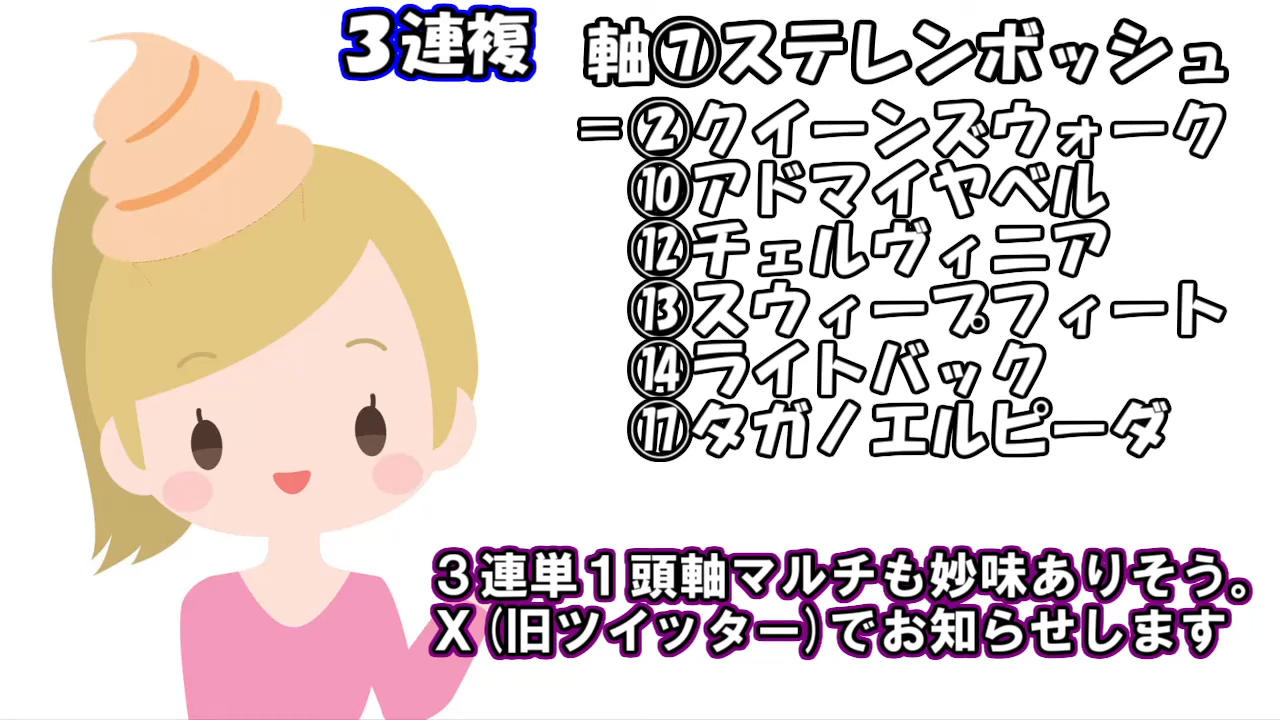 ３連複
軸⑦ステレンボッシュ
=②クイーンズウォーク
⑩アドマイヤベル
⑫チェルヴィニア
⑬スウィープフィート
⑭ライトバック
⑰タガノエルピーダ
３連単１頭軸マルチも妙味ありそう。
X(旧ツイッター)でお知らせします